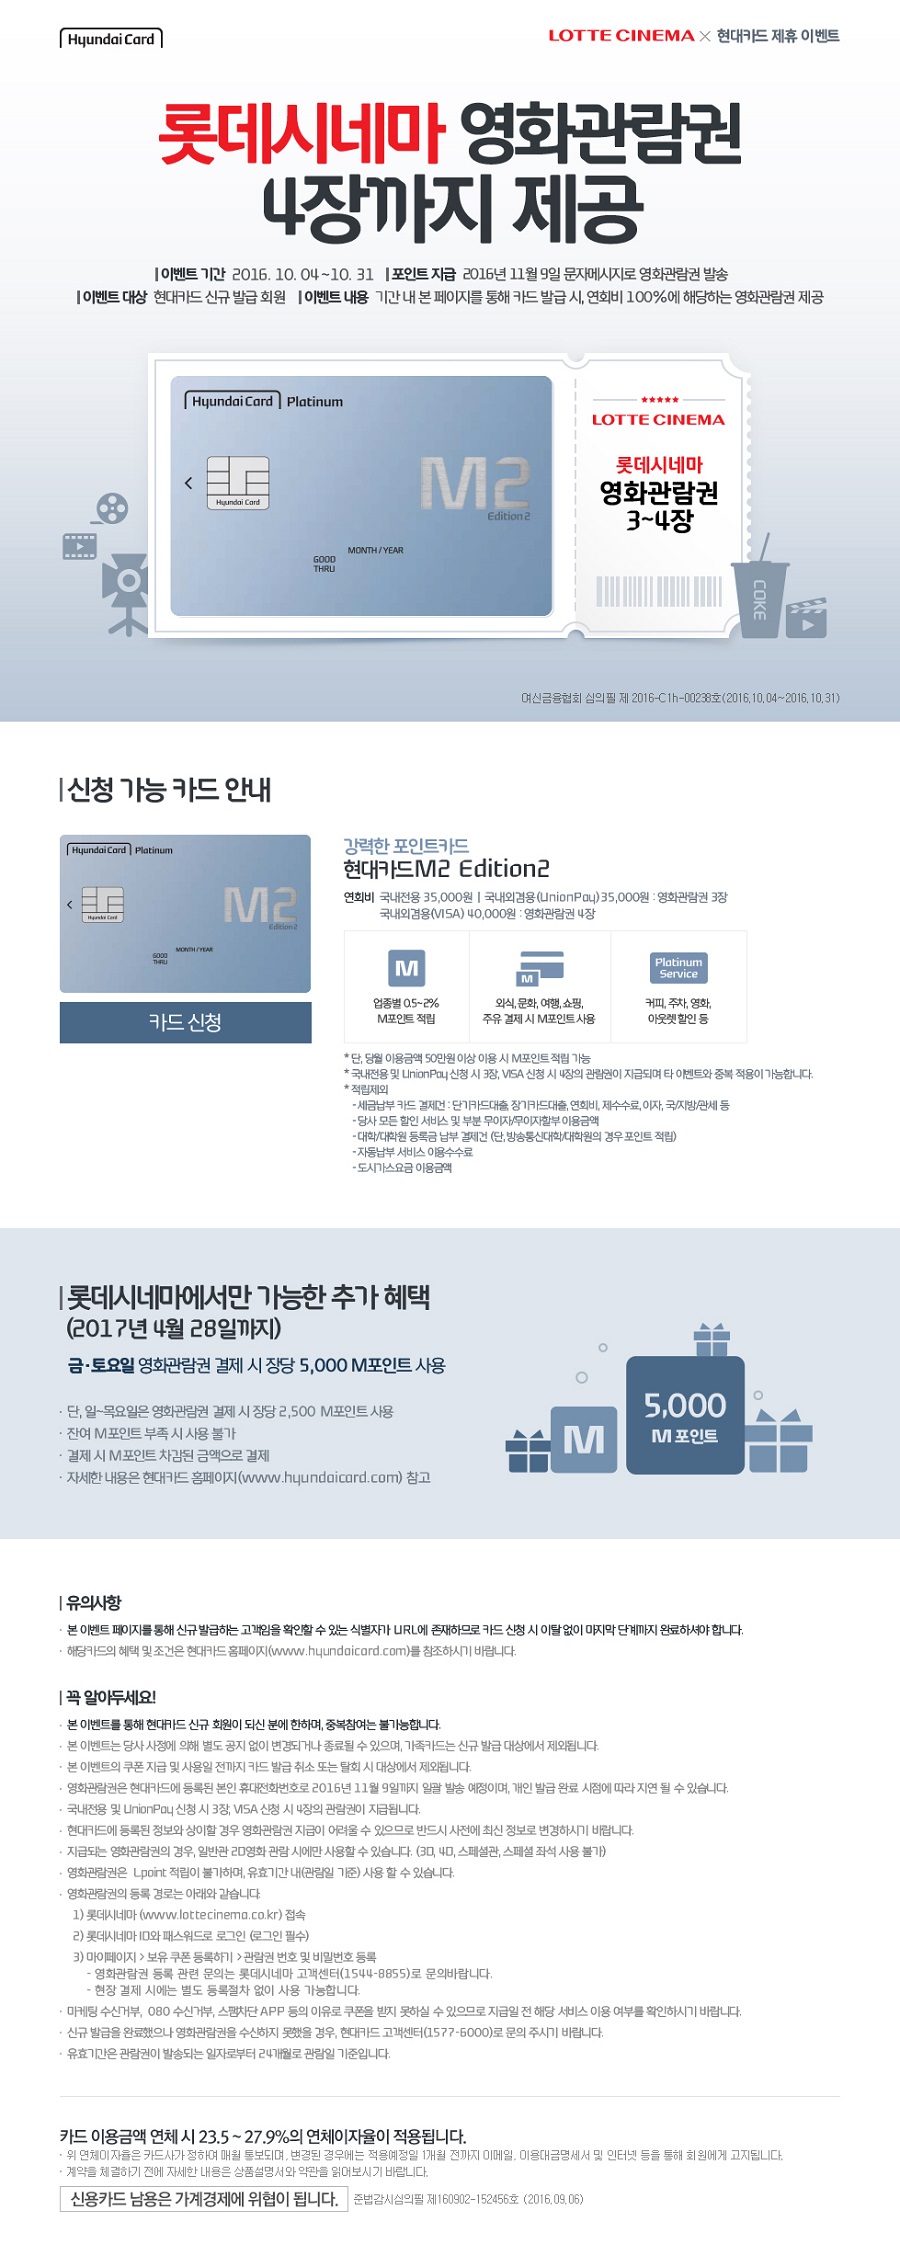 Hyundai Card
LOTTE CINEMA × 현대카드 제휴 이벤트
롯데시네마 영화관람권
4장까지 제공
이벤트 기간 2016. 10. 04 ~ 10. 31 포인트 지급 2016년 11월 9일 문자메시지로 영화관람권 발송
이벤트 대상 현대카드 신규 발급 회원 이벤트 내용 기간 내 본 페이지를 통해 카드 발급 시, 연회비 100%에 해당하는 영화관람권 제공
Hyundai Card Platinum
M2
Edition2
Hyundai Card
MONTH / YEAR
GOOD
THRU
LOTTE CINEMA
롯데시네마
영화관람권
3~4장
COKE
여신금융협회 심의필 제 2016-C1h-00238호(2016.10.04~2016.10.31)
신청 가능 카드 안내
Hyundai Card Platinum
M2
Edition2
Hyundai Card
MONTH / YEAR
GOOD
THRU
카드 신청
강력한 포인트카드
현대카드M2 Edition2
연회비 국내전용 35,000원 | 국내외겸용(UnionPay) 35,000원 : 영화관람권 3장
국내외겸용(VISA) 40,000원 : 영화관람권 4장
M
업종별 0.5~2%
M포인트 적립
M
외식, 문화, 여행, 쇼핑,
주유 결제 시 M포인트 사용
Platinum
Service
커피, 주차, 영화,
아웃렛 할인 등
* 단, 당월 이용금액 50만원 이상 이용 시 M포인트 적립 가능
* 국내전용 및 UnionPay 신청 시 3장, VISA 신청 시 4장의 관람권이 지급되며 타 이벤트와 중복 적용이 가능합니다.
* 적립제외
- 세금납부 카드 결제건 : 단기카드대출, 장기카드대출, 연회비, 제수수료, 이자, 국/지방/관세 등
- 당사 모든 할인 서비스 및 부분 무이자/무이자할부 이용금액
- 대학/대학원 등록금 납부 결제건 (단, 방송통신대학/대학원의 경우 포인트 적립)
- 자동납부 서비스 이용수수료
- 도시가스요금 이용금액
롯데시네마에서만 가능한 추가 혜택
(2017년 4월 28일까지)
금·토요일 영화관람권 결제 시 장당 5,000 M포인트 사용
· 단, 일~목요일은 영화관람권 결제 시 장당 2,500 M포인트 사용
· 잔여 M포인트 부족 시 사용 불가
· 결제 시 M포인트 차감된 금액으로 결제
· 자세한 내용은 현대카드 홈페이지(www.hyundaicard.com) 참고
M
5,000
M 포인트
유의사항
· 본 이벤트 페이지를 통해 신규 발급하는 고객임을 확인할 수 있는 식별자가 URL에 존재하므로 카드 신청 시 이탈 없이 마지막 단계까지 완료하셔야 합니다.
· 해당카드의 혜택 및 조건은 현대카드 홈페이지(www.hyundaicard.com)를 참조하시기 바랍니다.
꼭 알아두세요!
· 본 이벤트를 통해 현대카드 신규 회원이 되신 분에 한하며, 중복참여는 불가능합니다.
· 본 이벤트는 당사 사정에 의해 별도 공지 없이 변경되거나 종료될 수 있으며, 가족카드는 신규 발급 대상에서 제외됩니다.
· 본 이벤트의 쿠폰 지급 및 사용일 전까지 카드 발급 취소 또는 탈회 시 대상에서 제외됩니다.
· 영화관람권은 현대카드에 등록된 본인 휴대전화번호로 2016년 11월 9일까지 일괄 발송 예정이며, 개인 발급 완료 시점에 따라 지연 될 수 있습니다.
· 국내전용 및 UnionPay 신청 시 3장, VISA 신청 시 4장의 관람권이 지급됩니다.
· 현대카드에 등록된 정보와 상이할 경우 영화관람권 지급이 어려울 수 있으므로 반드시 사전에 최신 정보로 변경하시기 바랍니다.
· 지급되는 영화관람권의 경우, 일반관 2D영화 관람 시에만 사용할 수 있습니다. (3D, 4D, 스페셜관, 스페셜 좌석 사용 불가)
· 영화관람권은 L.point 적립이 불가하며, 유효기간 내(관람일 기준) 사용 할 수 있습니다.
· 영화관람권의 등록 경로는 아래와 같습니다.
1) 롯데시네마 (www.lottecinema.co.kr) 접속
2) 롯데시네마 ID와 패스워드로 로그인 (로그인 필수)
3) 마이페이지 > 보유 쿠폰 등록하기 > 관람권 번호 및 비밀번호 등록
- 영화관람권 등록 관련 문의는 롯데시네마 고객센터(1544-8855)로 문의바랍니다.
- 현장 결제 시에는 별도 등록절차 없이 사용 가능합니다.
· 마케팅 수신거부, 080 수신거부, 스팸차단 APP 등의 이유로 쿠폰을 받지 못하실 수 있으므로 지급일 전 해당 서비스 이용 여부를 확인하시기 바랍니다.
· 신규 발급을 완료했으나 영화관람권을 수신하지 못했을 경우, 현대카드 고객센터(1577-6000)로 문의 주시기 바랍니다.
· 유효기간은 관람권이 발송되는 일자로부터 24개월로 관람일 기준입니다.
카드 이용금액 연체 시 23.5 ~ 27.9%의 연체이자율이 적용됩니다.
· 위 연체이자율은 카드사가 정하여 매월 통보되며, 변경된 경우에는 적용예정일 1개월 전까지 이메일, 이용대금명세서 및 인터넷 등을 통해 회원에게 고지됩니다.
· 계약을 체결하기 전에 자세한 내용은 상품설명서와 약관을 읽어보시기 바랍니다.
신용카드 남용은 가계경제에 위협이 됩니다. 준법감시심의필 제160902-152456호 (2016.09.06)